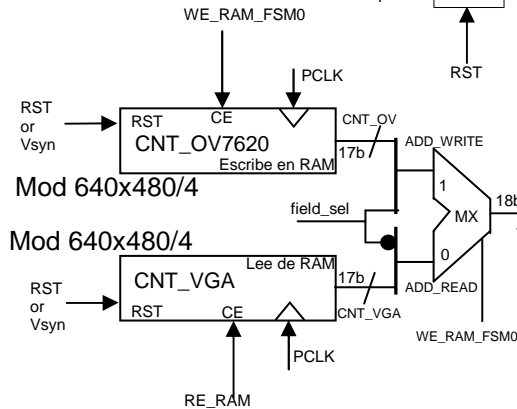 WE_RAM_FSM0
RST
PCLK
RST
or
Vsyn
RST
CE
CNT_OV7620
Escribe en RAM
CNT_OV
17b
ADD_WRITE
Mod 640x480/4
field_sel
1
MX
18b
0
Mod 640x480/4
Lee de RAM
CNT_VGA
17b
ADD_READ
RST
or
Vsyn
RST
CE
CNT_VGA
WE_RAM_FSM0
PCLK
RE_RAM